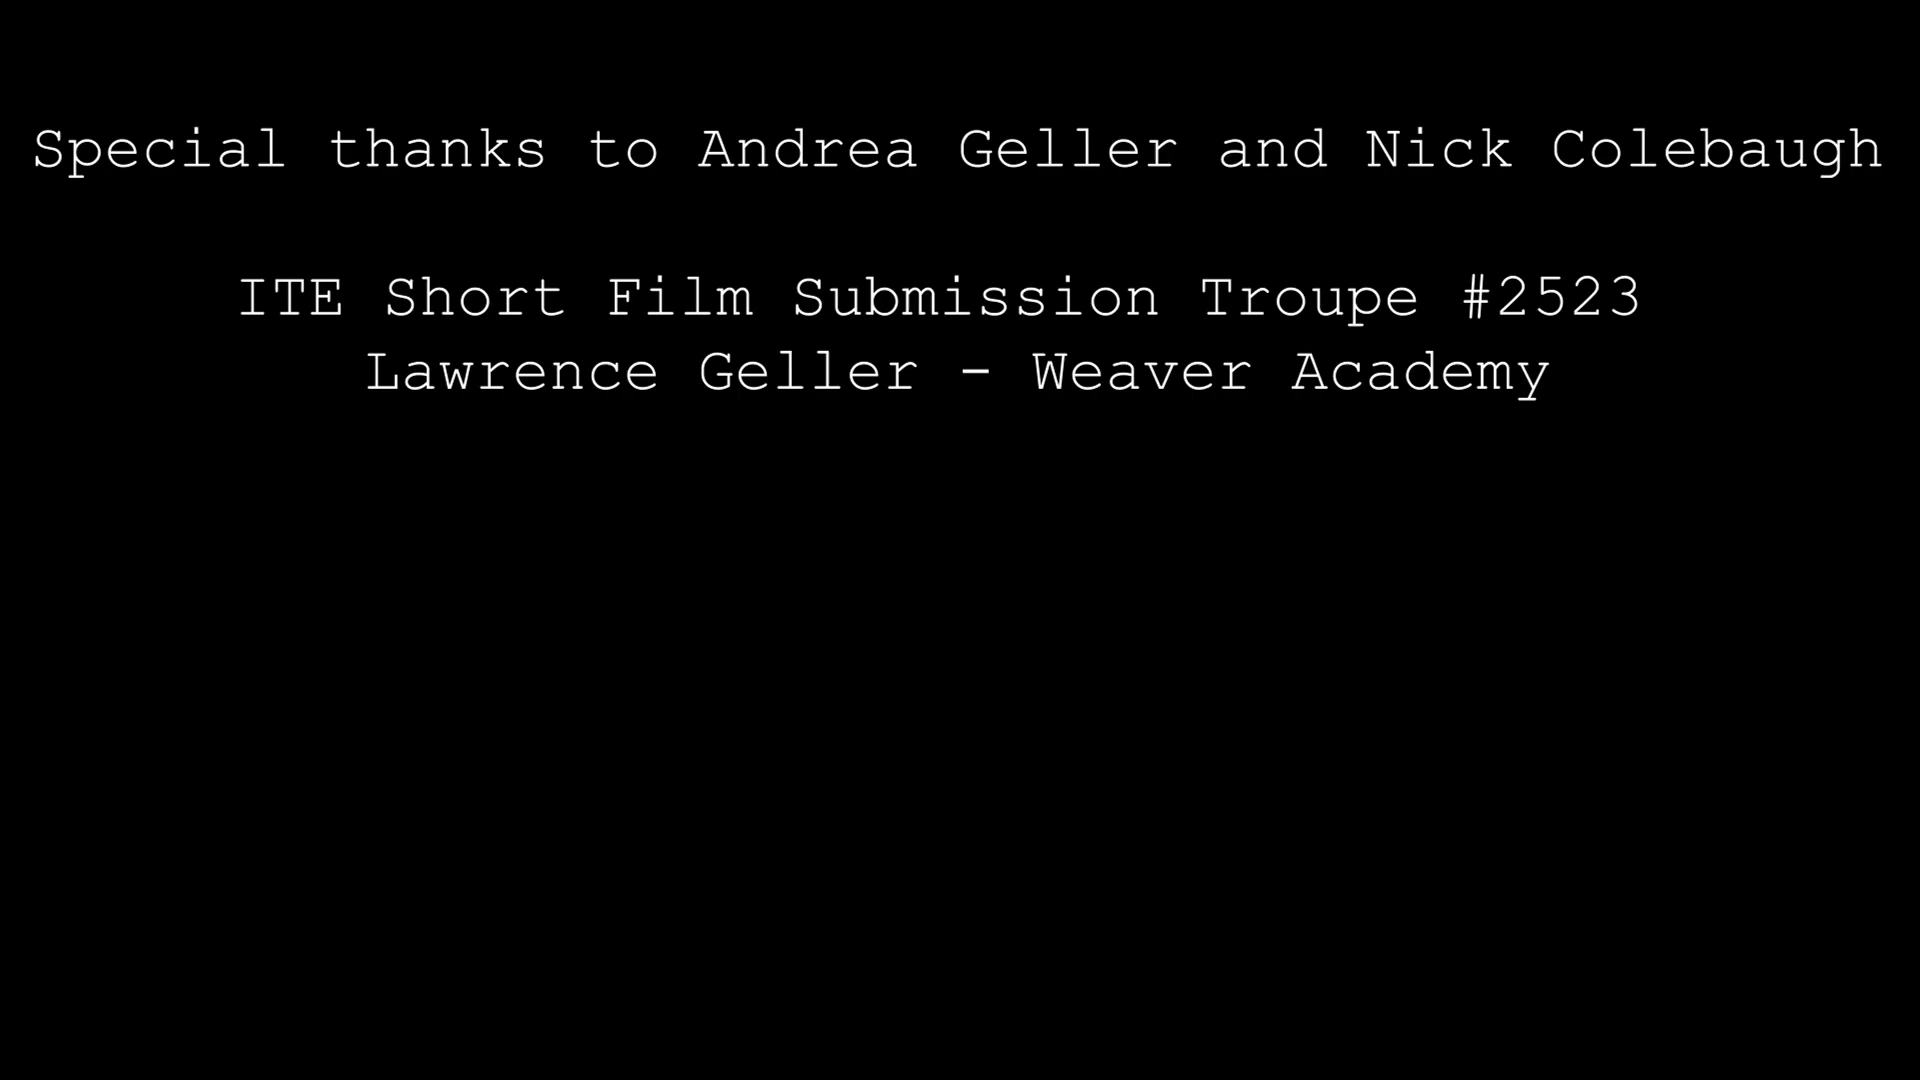 Special thanks to Andrea Geller and Nick Colebaugh
ITE Short Film Submission Troupe #2523
Lawrence Geller - Weaver Academy